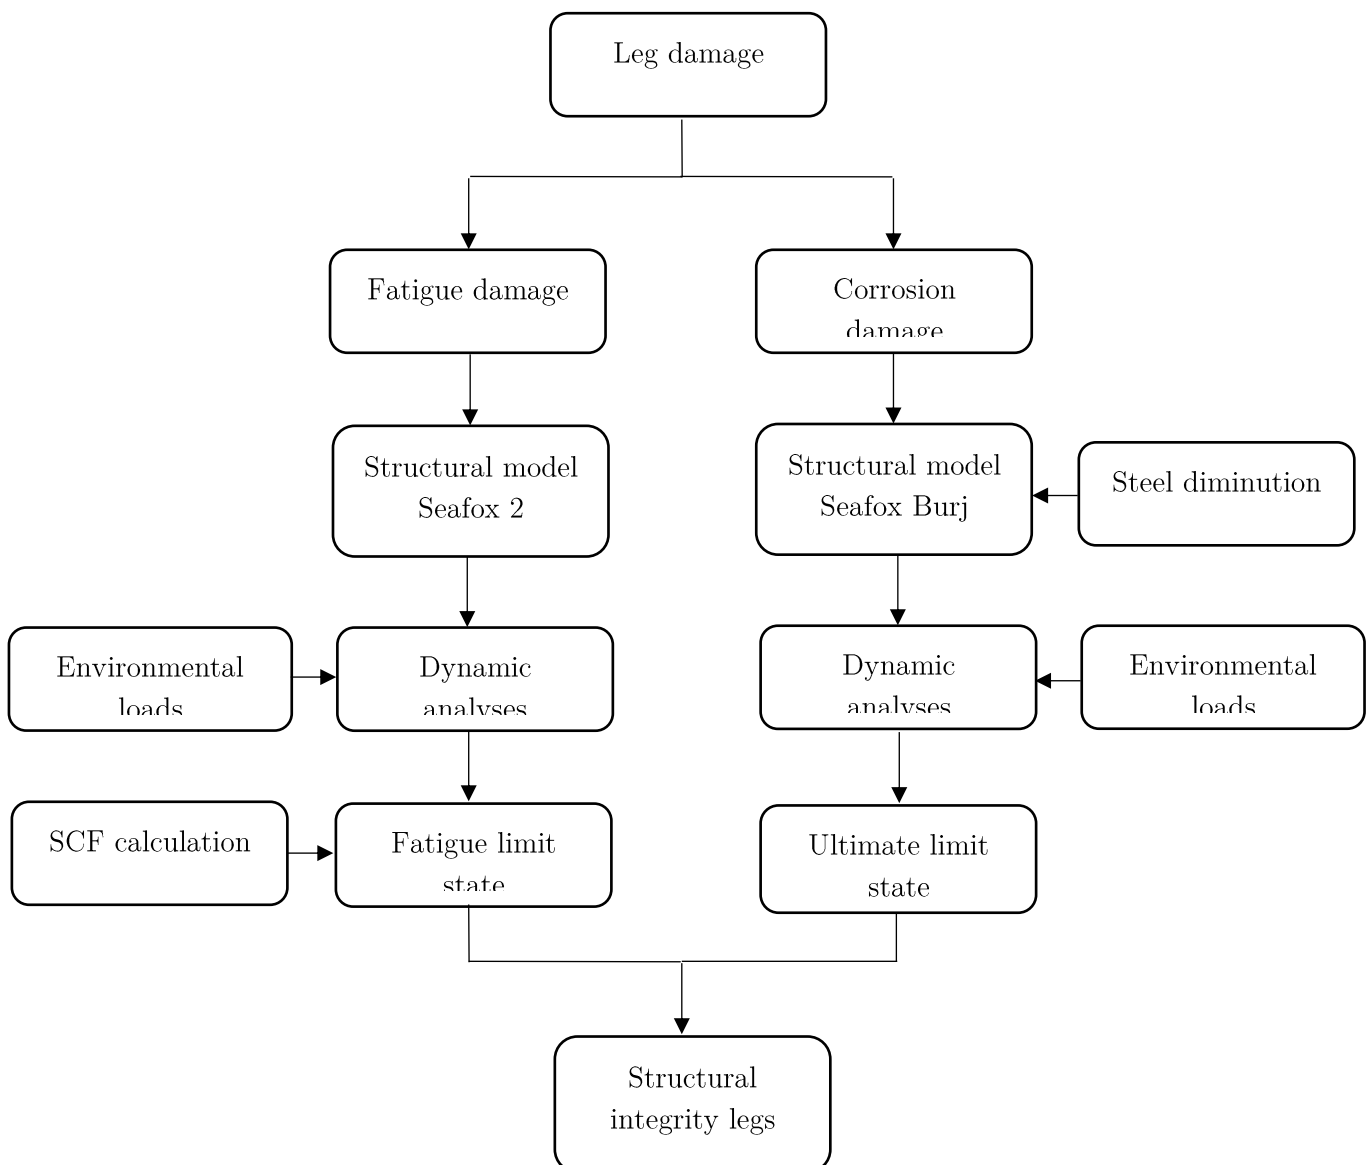 Leg damage
Fatigue damage
Corrosion
damage
Structural model
Seafox 2
Structural model
Seafox Burj
Steel diminution
Environmental
loads
Dynamic
analyses
Dynamic
analyses
Environmental
loads
SCF calculation
Fatigue limit
state
Ultimate limit
state
Structural
integrity legs